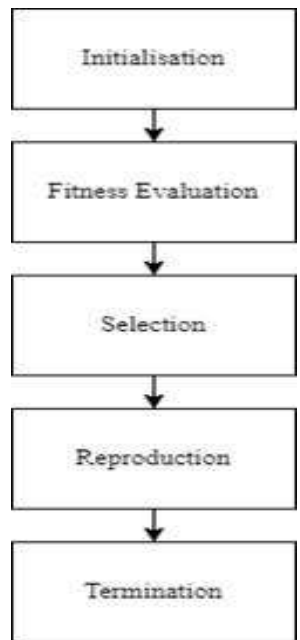 Initialisation
Fitness Evaluation
Selection
Reproduction
Termination